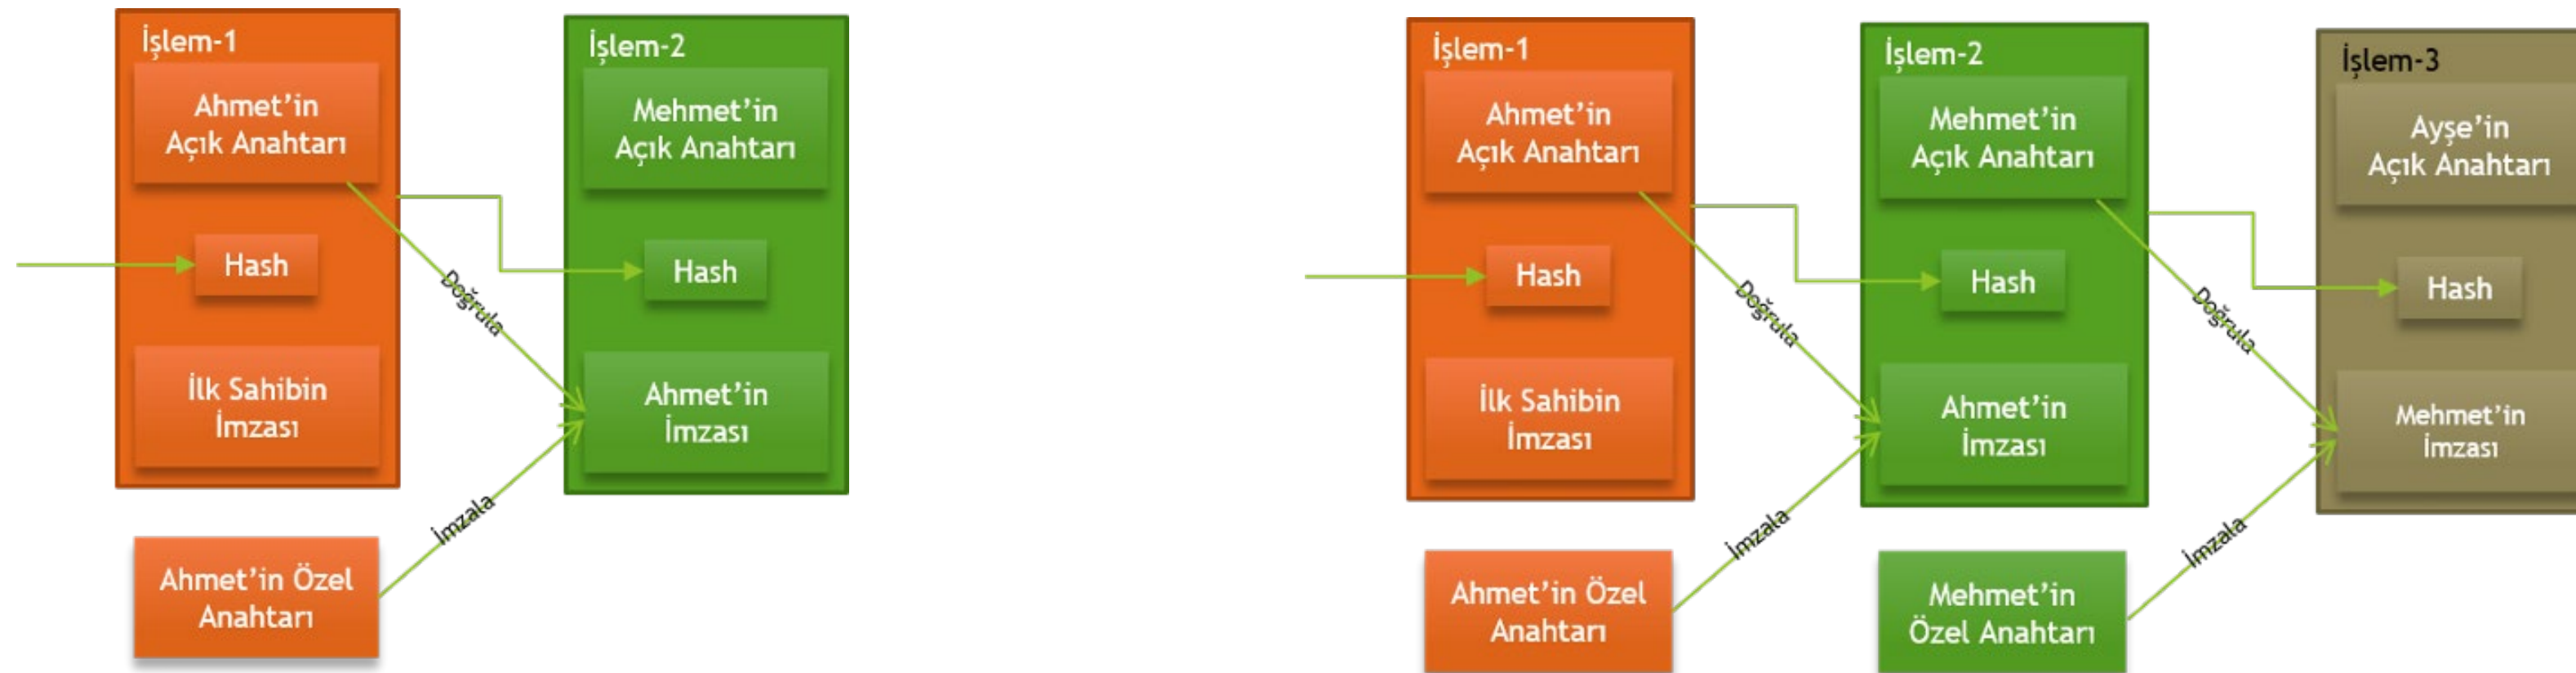 İşlem-1
Ahmet’in
Açık Anahtarı
Hash
İlk Sahibin
İmzası
Ahmet’in Özel
Anahtarı
Doğrula
İmzala
İşlem-2
Mehmet’in
Açık Anahtarı
Hash
Ahmet’in
İmzası
İşlem-1
Ahmet’in
Açık Anahtarı
Hash
İlk Sahibin
İmzası
Ahmet’in Özel
Anahtarı
Doğrula
İmzala
İşlem-2
Mehmet’in
Açık Anahtarı
Hash
Ahmet’in
İmzası
Mehmet’in
Özel Anahtarı
Doğrula
İmzala
İşlem-3
Ayşe’in
Açık Anahtarı
Hash
Mehmet’in
İmzası